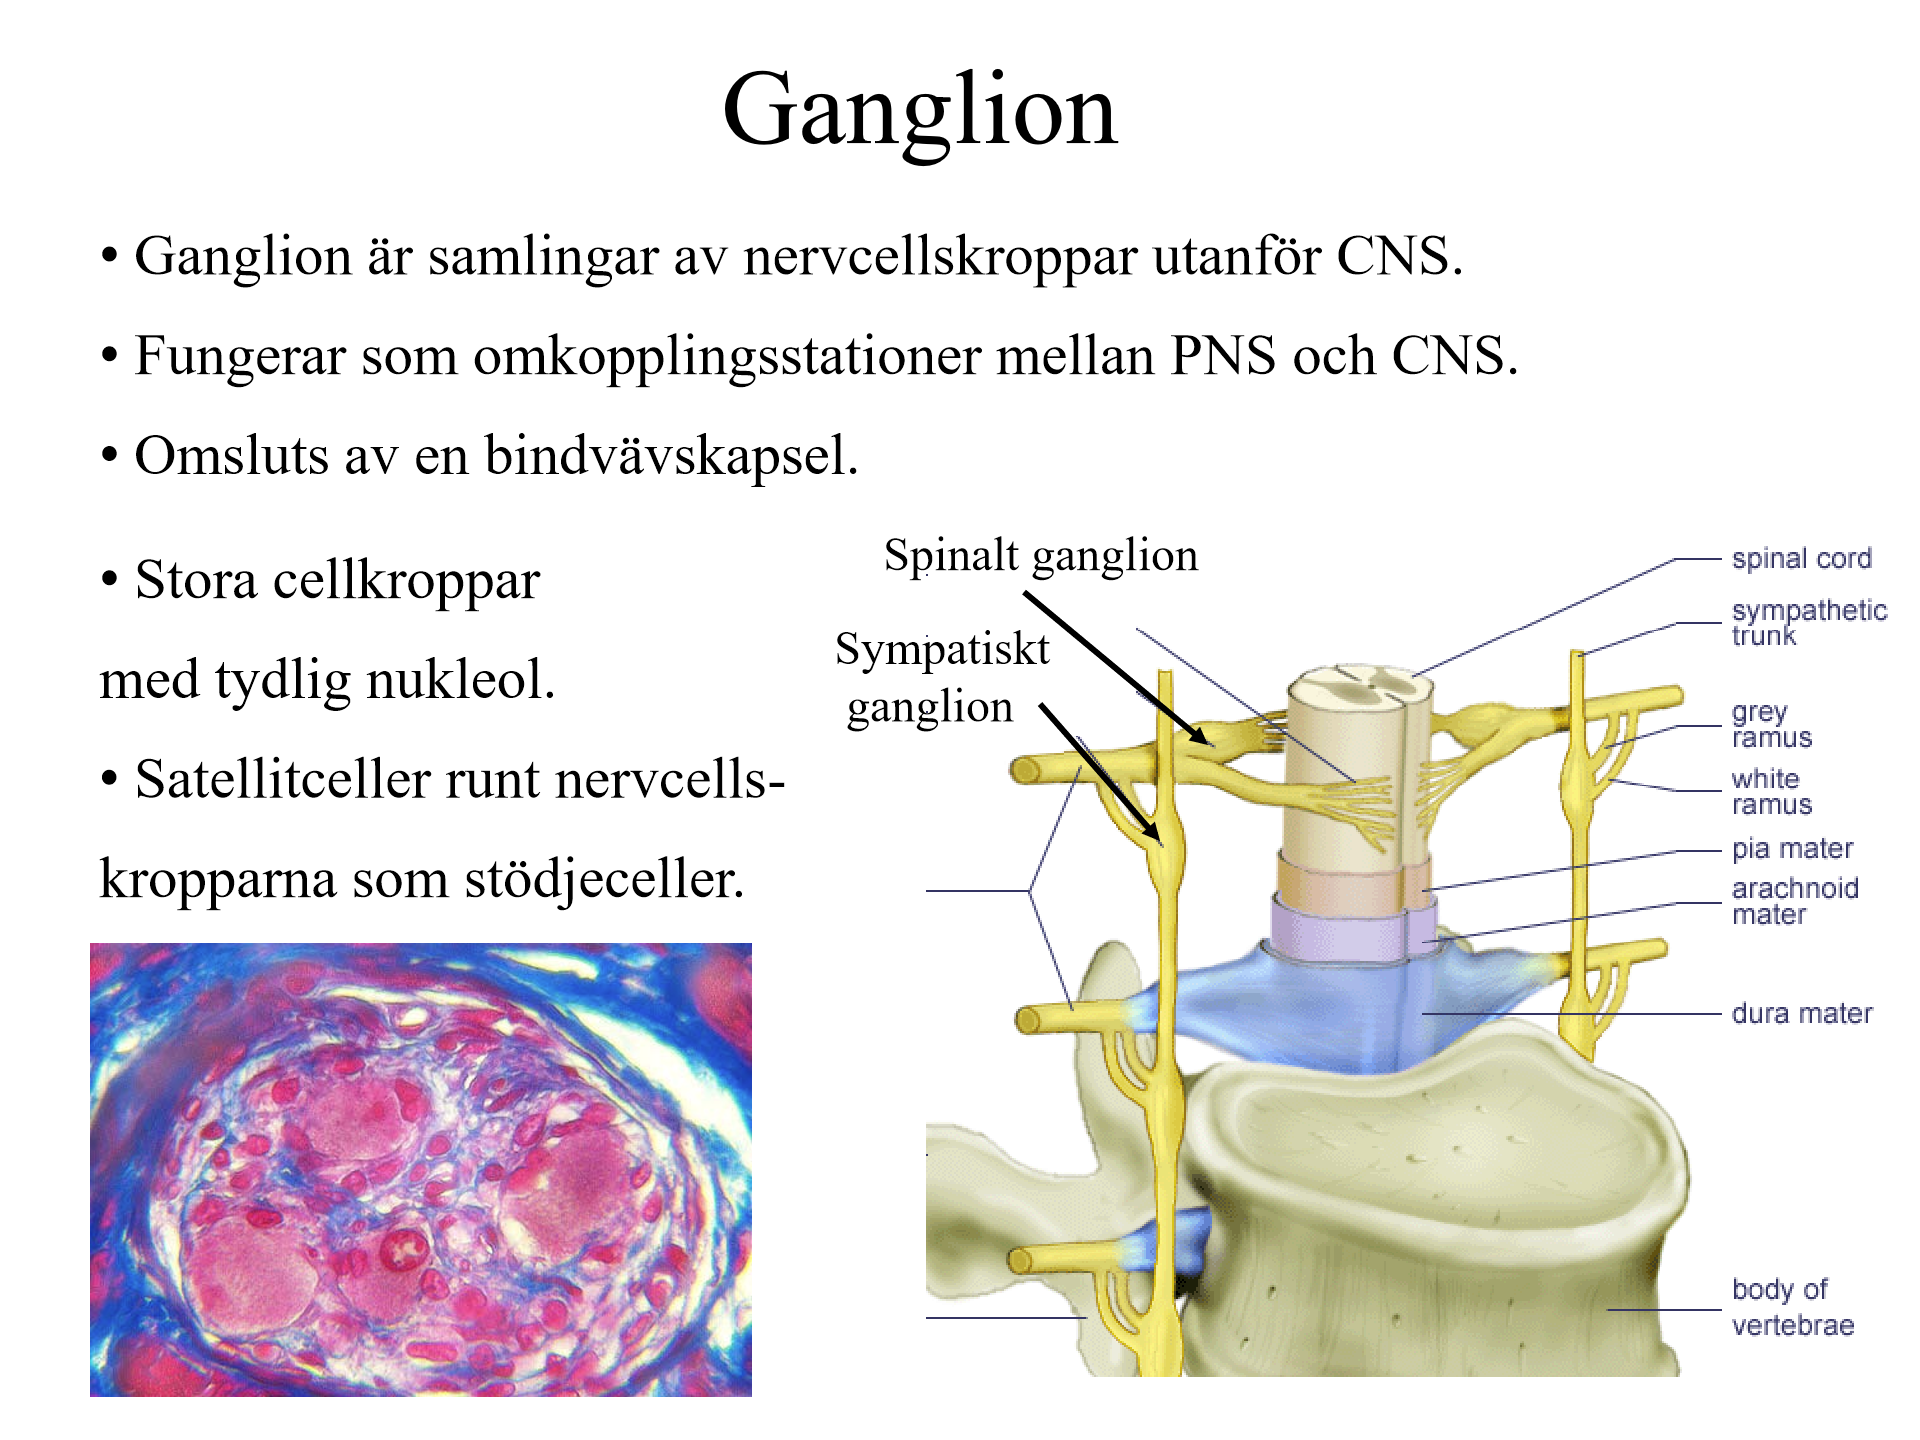 Ganglion
• Ganglion är samlingar av nervcellskroppar utanför CNS.
• Fungerar som omkopplingsstationer mellan PNS och CNS.
• Omsluts av en bindvävskapsel.
• Stora cellkroppar
med tydlig nukleol.
• Satellitceller runt nervcells-
kropparna som stödjeceller.
Spinalt ganglion
Sympatiskt
ganglion
spinal cord
sympathetic
trunk
grey
ramus
white
ramus
pia mater
arachnoid
mater
dura mater
body of
vertebrae